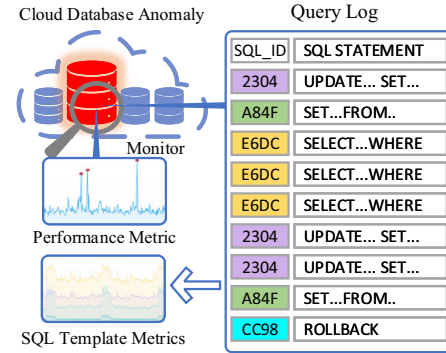 Cloud Database Anomaly
Monitor
Performance Metric
SQL Template Metrics
Query Log
SQL_ID SQL STATEMENT
2304 UPDATE... SET...
A84F SET...FROM..
E6DC SELECT...WHERE
E6DC SELECT...WHERE
E6DC SELECT...WHERE
2304 UPDATE... SET...
2304 UPDATE... SET...
A84F SET...FROM..
CC98 ROLLBACK